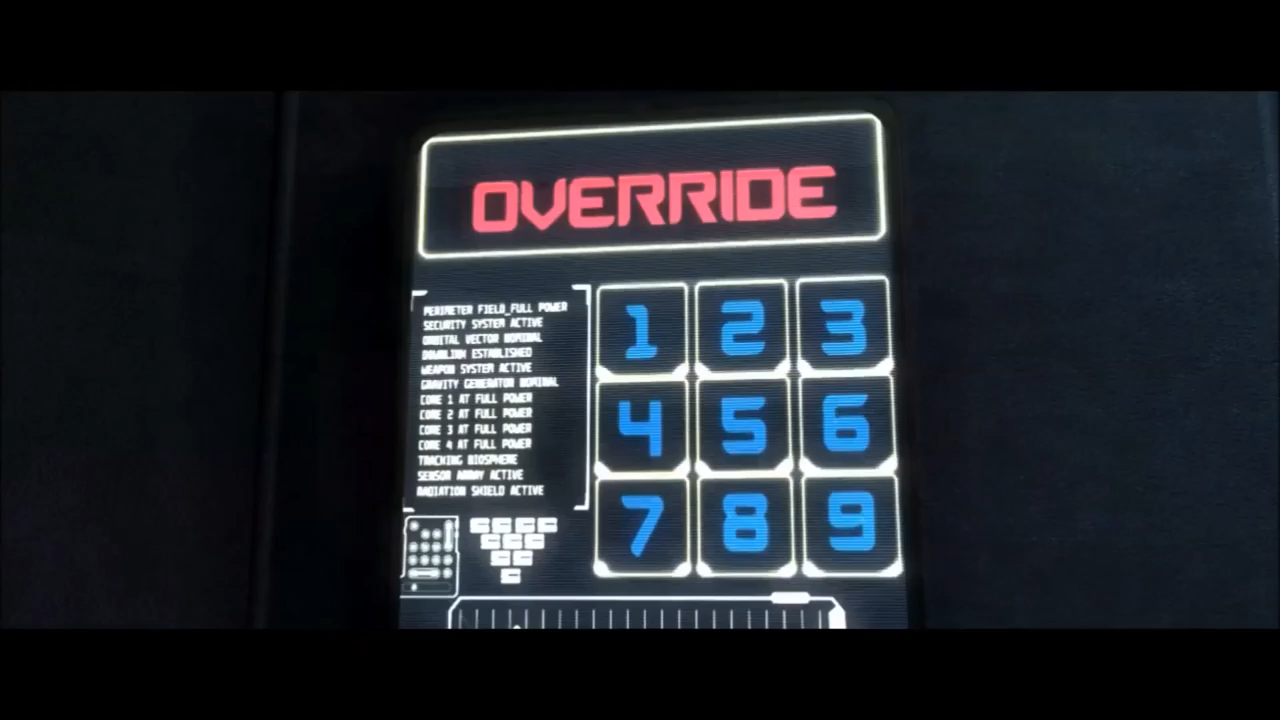 OVERRIDE
PERIMETER FIELD_FULL POWER
SECURITY SYSTEM ACTIVE
ORBITAL VECTOR NOMINAL
DOWNLINK ESTABLISHED
WEAPON SYSTEM ACTIVE
GRAVITY GENERATOR NOMINAL
CORE 1 AT FULL POWER
CORE 2 AT FULL POWER
CORE 3 AT FULL POWER
CORE 4 AT FULL POWER
TRACKING BIOSPHERE
SENSOR ARRAY ACTIVE
RADIATION SHIELD ACTIVE
1 2 3
4 5 6
7 8 9